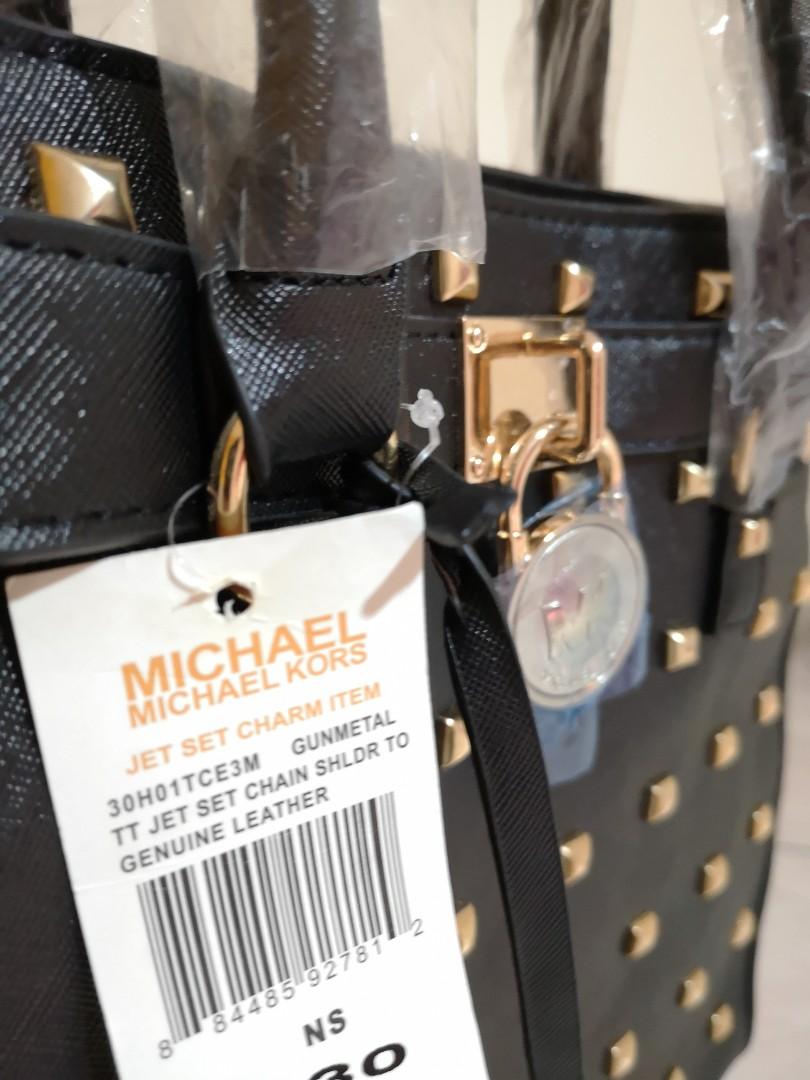 MICHAEL
MICHAEL KORS
JET SET CHARM ITEM
30H01TCE3M GUNMETAL
TT JET SET CHAIN SHLDR TO
GENUINE LEATHER
8 84485 92781 2
NS